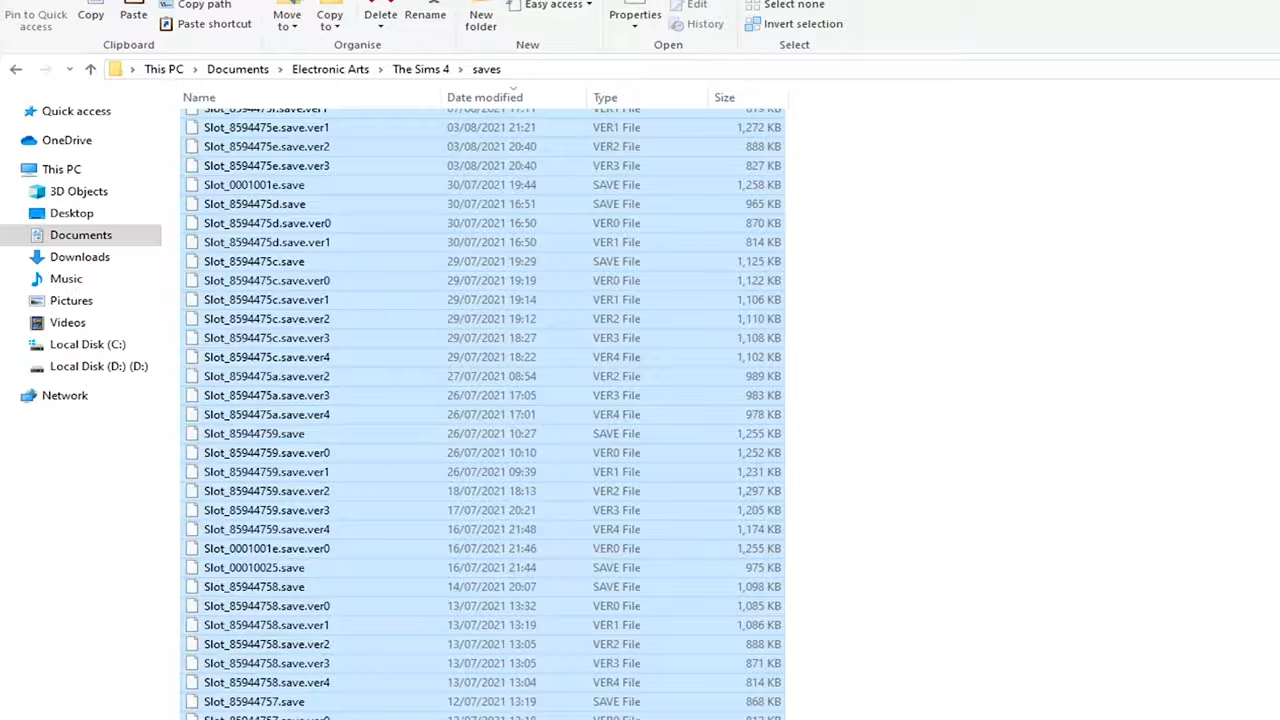 Pin to Quick access
Copy
Paste
Copy path
Paste shortcut
Clipboard
Move to
Copy to
Delete
Rename
Organise
New folder
Easy access
New
Properties
Edit
History
Open
Select none
Invert selection
Select
This PC > Documents > Electronic Arts > The Sims 4 > saves
Name Date modified Type Size
Quick access
OneDrive
This PC
3D Objects
Desktop
Documents
Downloads
Music
Pictures
Videos
Local Disk (C:)
Local Disk (D:) (D:)
Network
Slot_8594475f.save.ver1 07/08/2021 17:11 VER1 File 819 KB
Slot_8594475e.save.ver1 03/08/2021 21:21 VER1 File 1,272 KB
Slot_8594475e.save.ver2 03/08/2021 20:40 VER2 File 888 KB
Slot_8594475e.save.ver3 03/08/2021 20:40 VER3 File 827 KB
Slot_0001001e.save 30/07/2021 19:44 SAVE File 1,258 KB
Slot_8594475d.save 30/07/2021 16:51 SAVE File 965 KB
Slot_8594475d.save.ver0 30/07/2021 16:50 VER0 File 870 KB
Slot_8594475d.save.ver1 30/07/2021 16:50 VER1 File 814 KB
Slot_8594475c.save 29/07/2021 19:29 SAVE File 1,125 KB
Slot_8594475c.save.ver0 29/07/2021 19:19 VER0 File 1,122 KB
Slot_8594475c.save.ver1 29/07/2021 19:14 VER1 File 1,106 KB
Slot_8594475c.save.ver2 29/07/2021 19:12 VER2 File 1,110 KB
Slot_8594475c.save.ver3 29/07/2021 18:27 VER3 File 1,108 KB
Slot_8594475c.save.ver4 29/07/2021 18:22 VER4 File 1,102 KB
Slot_8594475a.save.ver2 27/07/2021 08:54 VER2 File 989 KB
Slot_8594475a.save.ver3 26/07/2021 17:05 VER3 File 983 KB
Slot_8594475a.save.ver4 26/07/2021 17:01 VER4 File 978 KB
Slot_85944759.save 26/07/2021 10:27 SAVE File 1,255 KB
Slot_85944759.save.ver0 26/07/2021 10:10 VER0 File 1,252 KB
Slot_85944759.save.ver1 26/07/2021 09:39 VER1 File 1,231 KB
Slot_85944759.save.ver2 18/07/2021 18:13 VER2 File 1,297 KB
Slot_85944759.save.ver3 17/07/2021 20:21 VER3 File 1,205 KB
Slot_85944759.save.ver4 16/07/2021 21:48 VER4 File 1,174 KB
Slot_0001001e.save.ver0 16/07/2021 21:46 VER0 File 1,255 KB
Slot_00010025.save 16/07/2021 21:44 SAVE File 975 KB
Slot_85944758.save 14/07/2021 20:07 SAVE File 1,098 KB
Slot_85944758.save.ver0 13/07/2021 13:32 VER0 File 1,085 KB
Slot_85944758.save.ver1 13/07/2021 13:19 VER1 File 1,086 KB
Slot_85944758.save.ver2 13/07/2021 13:05 VER2 File 888 KB
Slot_85944758.save.ver3 13/07/2021 13:05 VER3 File 871 KB
Slot_85944758.save.ver4 13/07/2021 13:04 VER4 File 814 KB
Slot_85944757.save 12/07/2021 13:19 SAVE File 868 KB